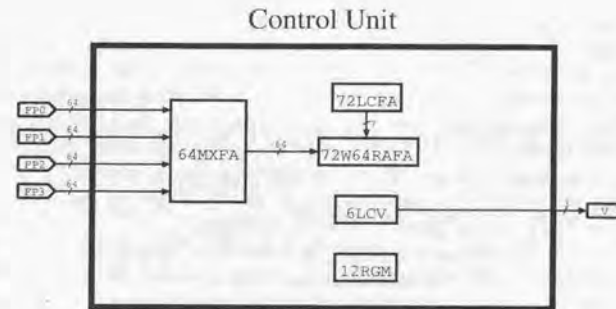 Control Unit
72LCFA
FP0 64
FP1 64
FP2 64
FP3 64
64MXFA
64
72W64RAFA
7
6LCV
V
12RGM